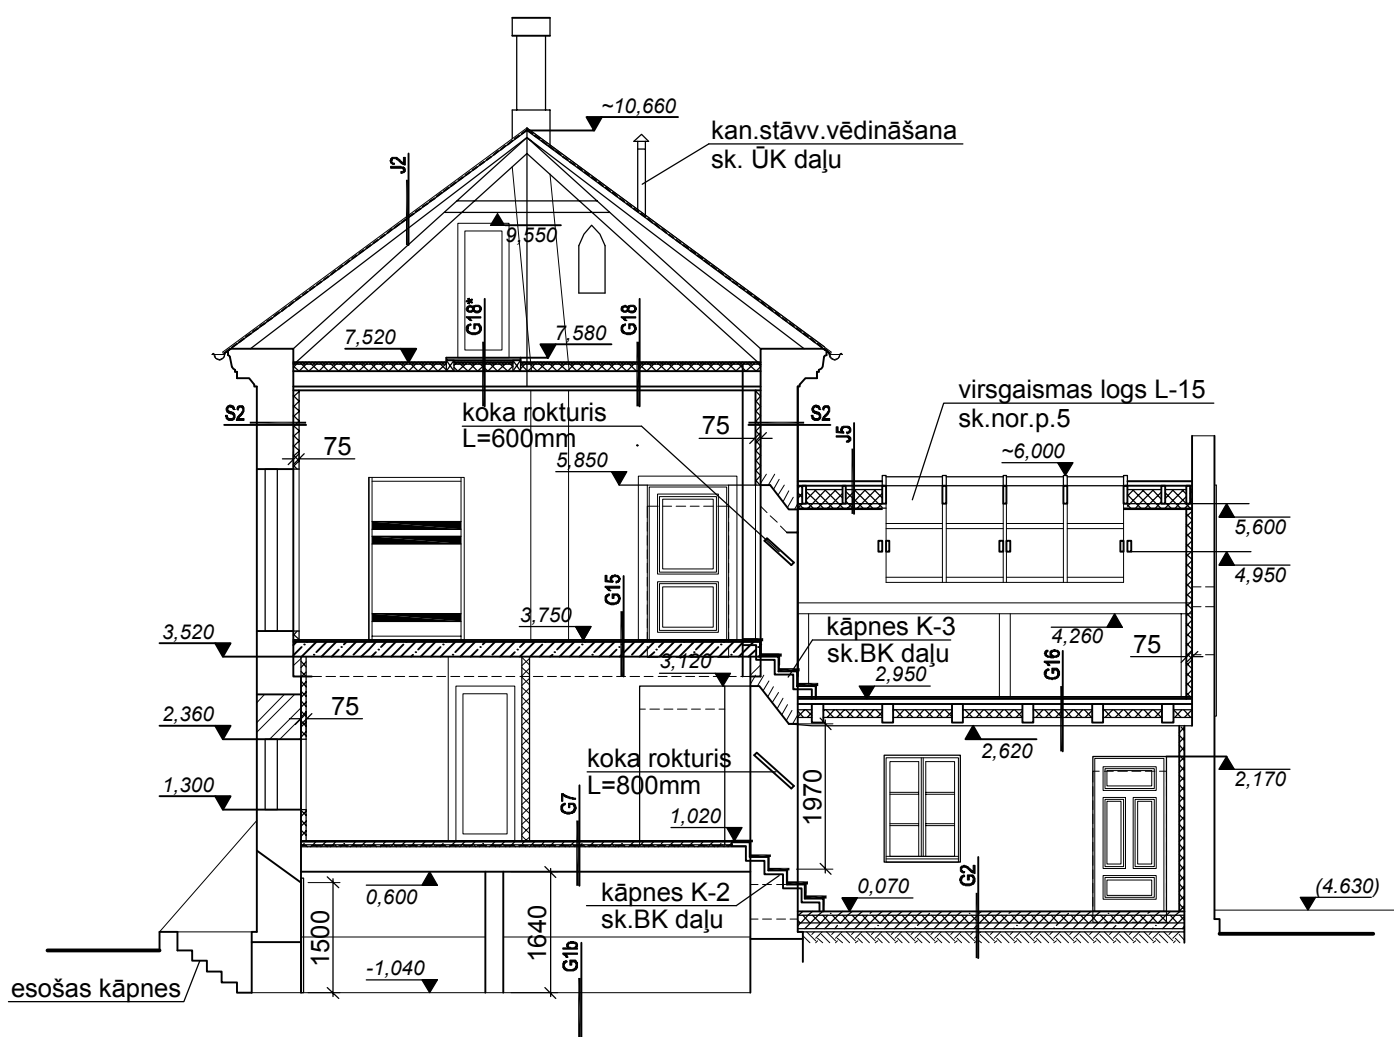 ~10,660
kan.stāvv.vēdināšana
sk. ŪK daļu
J2
9,550
G18*
G18
7,520
7,580
virsgaismas logs L-15
sk.nor.p.5
S2
koka rokturis
L=600mm
75
S2
75
J5
~6,000
5,850
5,600
4,950
G15
3,750
3,520
kāpnes K-3
sk.BK daļu
4,260
75
3,120
2,950
G16
75
2,360
2,620
koka rokturis
L=800mm
1970
2,170
1,300
G7
1,020
0,600
kāpnes K-2
sk.BK daļu
0,070
G2
(4.630)
1500
1640
G1b
-1,040
esošas kāpnes